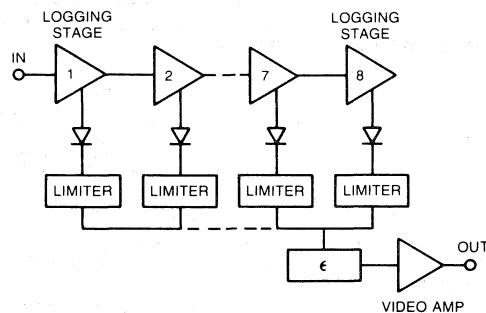 LOGGING
STAGE
LOGGING
STAGE
IN
1
2
7
8
LIMITER
LIMITER
LIMITER
LIMITER
ϵ
OUT
VIDEO AMP